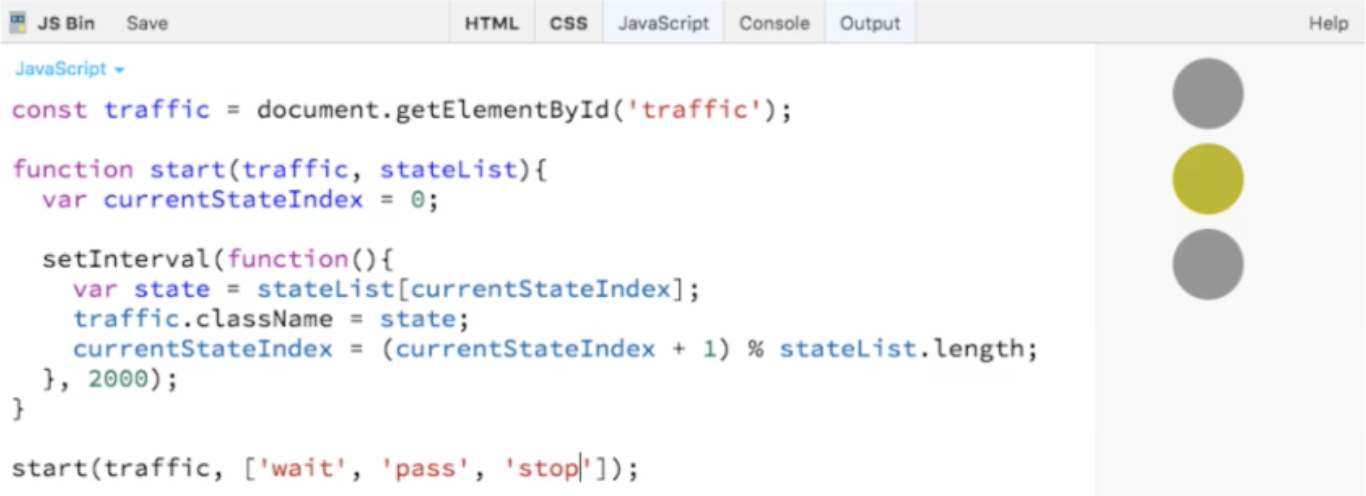 JS Bin Save HTML CSS JavaScript Console Output Help
JavaScript
const traffic = document.getElementById('traffic');
function start(traffic, stateList){
var currentStateIndex = 0;
setInterval(function(){
var state = stateList[currentStateIndex];
traffic.className = state;
currentStateIndex = (currentStateIndex + 1) % stateList.length;
}, 2000);
}
start(traffic, ['wait', 'pass', 'stop']);